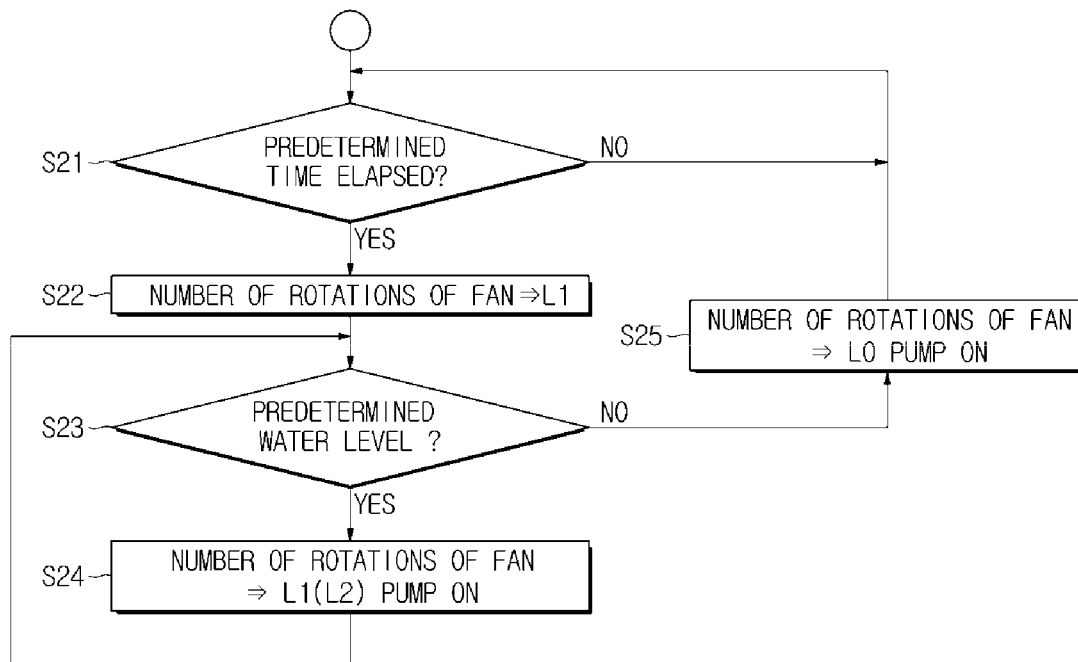 S21
PREDETERMINED
TIME ELAPSED?
NO
YES
S22
NUMBER OF ROTATIONS OF FAN⇒L1
S25
NUMBER OF ROTATIONS OF FAN
⇒ L0 PUMP ON
S23
PREDETERMINED
WATER LEVEL ?
NO
YES
S24
NUMBER OF ROTATIONS OF FAN
⇒ L1(L2) PUMP ON